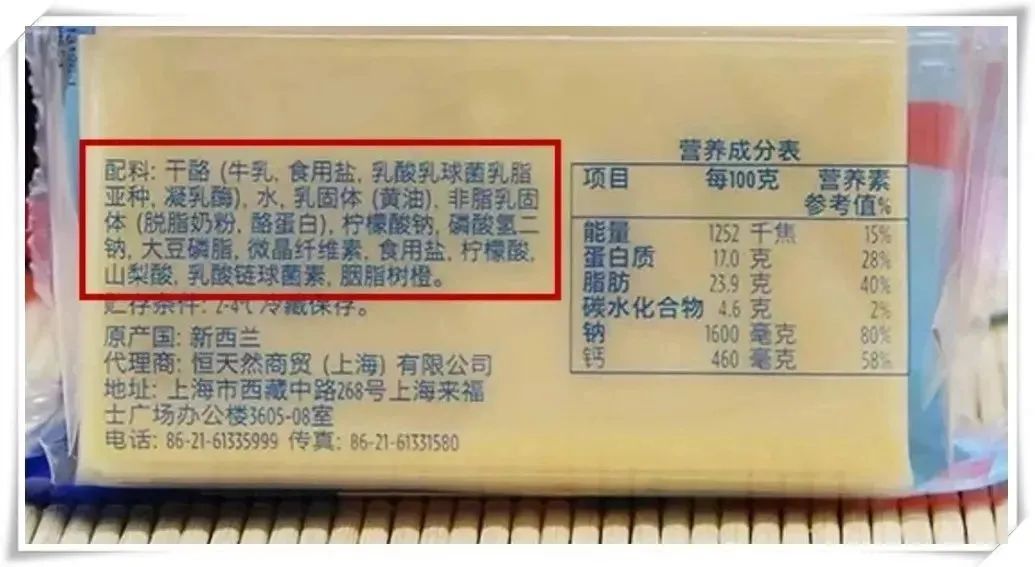 配料: 干酪 (牛乳, 食用盐, 乳酸乳球菌乳脂
亚种, 凝乳酶), 水, 乳固体 (黄油), 非脂乳固
体 (脱脂奶粉, 酪蛋白), 柠檬酸钠, 磷酸氢二
钠, 大豆磷脂, 微晶纤维素, 食用盐, 柠檬酸,
山梨酸, 乳酸链球菌素, 胭脂树橙。
贮存条件: 2-4℃冷藏保存。
原产国: 新西兰
代理商: 恒天然商贸 (上海) 有限公司
地址: 上海市西藏中路268号上海来福
士广场办公楼3605-08室
电话: 86-21-61335999 传真: 86-21-61331580
营养成分表
项目 每100克 营养素
参考值%
能量 1252 千焦 15%
蛋白质 17.0 克 28%
脂肪 23.9 克 40%
碳水化合物 4.6 克 2%
钠 1600 毫克 80%
钙 460 毫克 58%